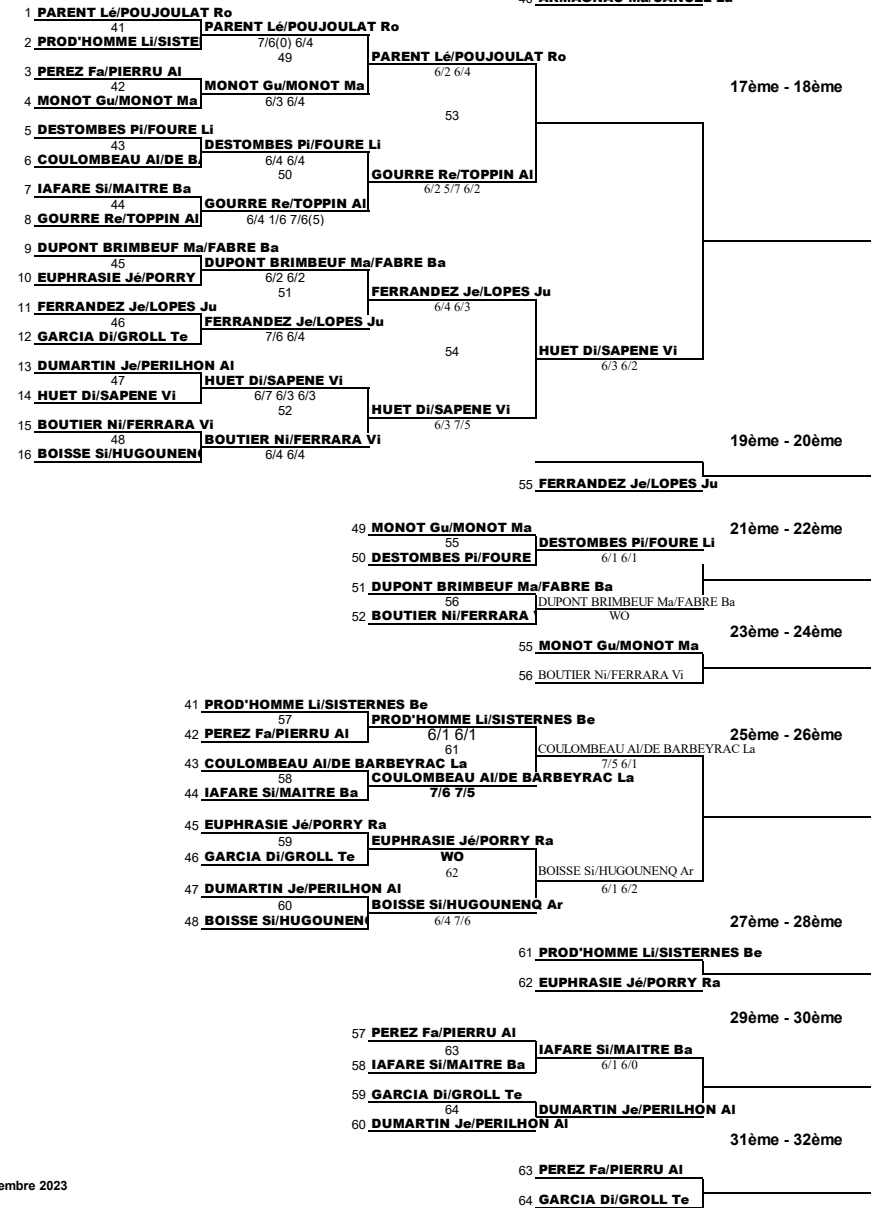 1 PARENT Lé/POUJOULAT Ro
41 PARENT Lé/POUJOULAT Ro
2 PROD'HOMME Li/SISTE 7/6(0) 6/4
49 PARENT Lé/POUJOULAT Ro
3 PEREZ Fa/PIERRU Al 6/2 6/4
42 MONOT Gu/MONOT Ma 17ème - 18ème
4 MONOT Gu/MONOT Ma 6/3 6/4
53
5 DESTOMBES Pi/FOURE Li
43 DESTOMBES Pi/FOURE Li
6 COULOMBEAU Al/DE BA 6/4 6/4
50 GOURRE Re/TOPPIN Al
7 IAFARE Si/MAITRE Ba 6/2 5/7 6/2
44 GOURRE Re/TOPPIN Al
8 GOURRE Re/TOPPIN Al 6/4 1/6 7/6(5)
9 DUPONT BRIMBEUF Ma/FABRE Ba
45 DUPONT BRIMBEUF Ma/FABRE Ba
10 EUPHRASIE Jé/PORRY 6/2 6/2
51 FERRANDEZ Je/LOPES Ju
11 FERRANDEZ Je/LOPES Ju 6/4 6/3
46 FERRANDEZ Je/LOPES Ju
12 GARCIA Di/GROLL Te 7/6 6/4
54 HUET Di/SAPENE Vi
13 DUMARTIN Je/PERILHON Al 6/3 6/2
47 HUET Di/SAPENE Vi
14 HUET Di/SAPENE Vi 6/7 6/3 6/3
52 HUET Di/SAPENE Vi
15 BOUTIER Ni/FERRARA Vi 6/3 7/5
48 BOUTIER Ni/FERRARA Vi 19ème - 20ème
16 BOISSE Si/HUGOUNENQ 6/4 6/4
55 FERRANDEZ Je/LOPES Ju
49 MONOT Gu/MONOT Ma 21ème - 22ème
55 DESTOMBES Pi/FOURE Li
50 DESTOMBES Pi/FOURE 6/1 6/1
51 DUPONT BRIMBEUF Ma/FABRE Ba
56 DUPONT BRIMBEUF Ma/FABRE Ba
52 BOUTIER Ni/FERRARA WO
23ème - 24ème
55 MONOT Gu/MONOT Ma
56 BOUTIER Ni/FERRARA Vi
41 PROD'HOMME Li/SISTERNES Be
57 PROD'HOMME Li/SISTERNES Be
42 PEREZ Fa/PIERRU Al 6/1 6/1 25ème - 26ème
61 COULOMBEAU Al/DE BARBEYRAC La
43 COULOMBEAU Al/DE BARBEYRAC La 7/5 6/1
58 COULOMBEAU Al/DE BARBEYRAC La
44 IAFARE Si/MAITRE Ba 7/6 7/5
45 EUPHRASIE Jé/PORRY Ra
59 EUPHRASIE Jé/PORRY Ra
46 GARCIA Di/GROLL Te WO
62 BOISSE Si/HUGOUNENQ Ar
47 DUMARTIN Je/PERILHON Al 6/1 6/2
60 BOISSE Si/HUGOUNENQ Ar
48 BOISSE Si/HUGOUNENQ 6/4 7/6 27ème - 28ème
61 PROD'HOMME Li/SISTERNES Be
62 EUPHRASIE Jé/PORRY Ra
29ème - 30ème
57 PEREZ Fa/PIERRU Al
63 IAFARE Si/MAITRE Ba
58 IAFARE Si/MAITRE Ba 6/1 6/0
59 GARCIA Di/GROLL Te
64 DUMARTIN Je/PERILHON Al
60 DUMARTIN Je/PERILHON Al
31ème - 32ème
63 PEREZ Fa/PIERRU Al
embre 2023
64 GARCIA Di/GROLL Te